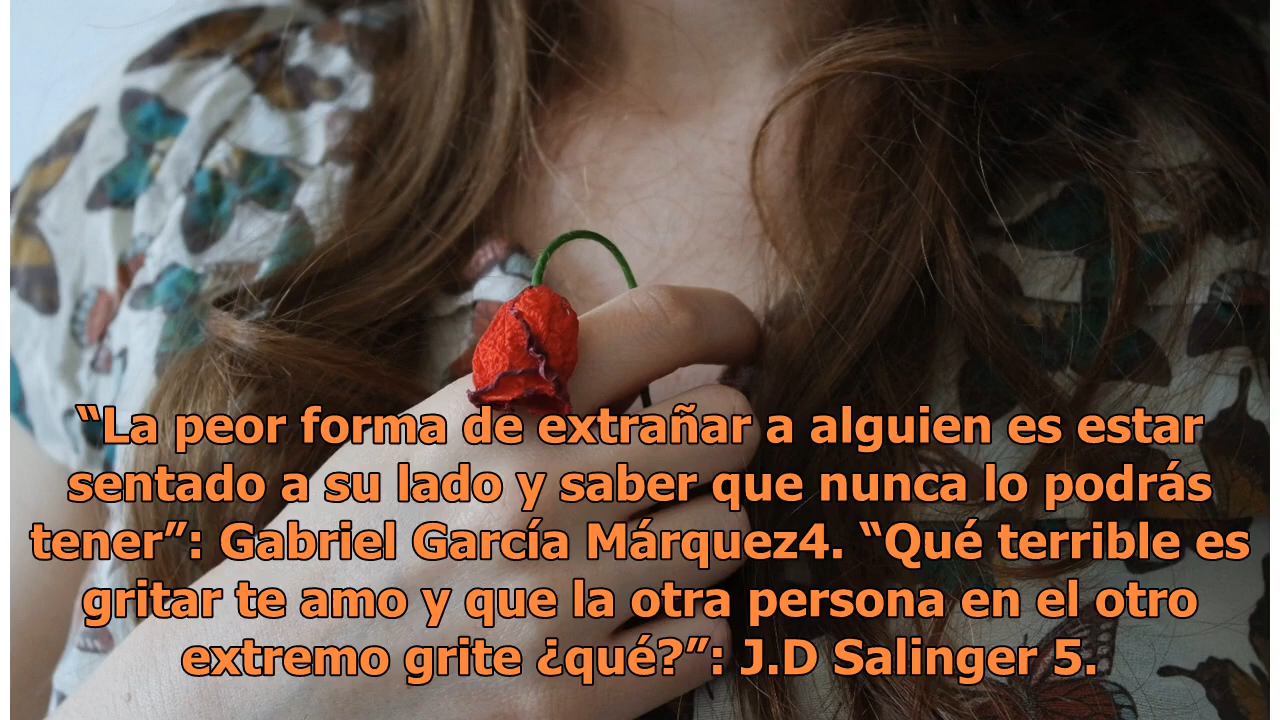 “La peor forma de extrañar a alguien es estar
sentado a su lado y saber que nunca lo podrás
tener”: Gabriel García Márquez4. “Qué terrible es
gritar te amo y que la otra persona en el otro
extremo grite ¿qué?”: J.D Salinger 5.